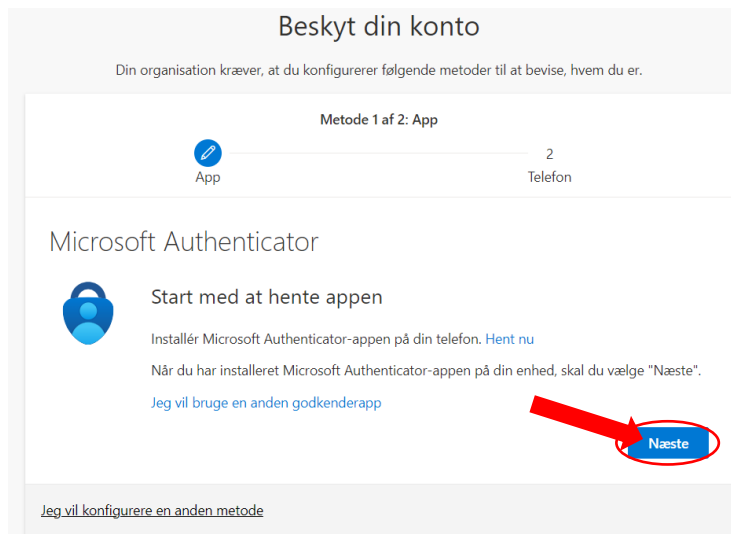 Beskyt din konto
Din organisation kræver, at du konfigurerer følgende metoder til at bevise, hvem du er.
Metode 1 af 2: App
2
App
Telefon
Microsoft Authenticator
Start med at hente appen
Installér Microsoft Authenticator-appen på din telefon. Hent nu
Når du har installeret Microsoft Authenticator-appen på din enhed, skal du vælge "Næste".
Jeg vil bruge en anden godkenderapp
Næste
Jeg vil konfigurere en anden metode